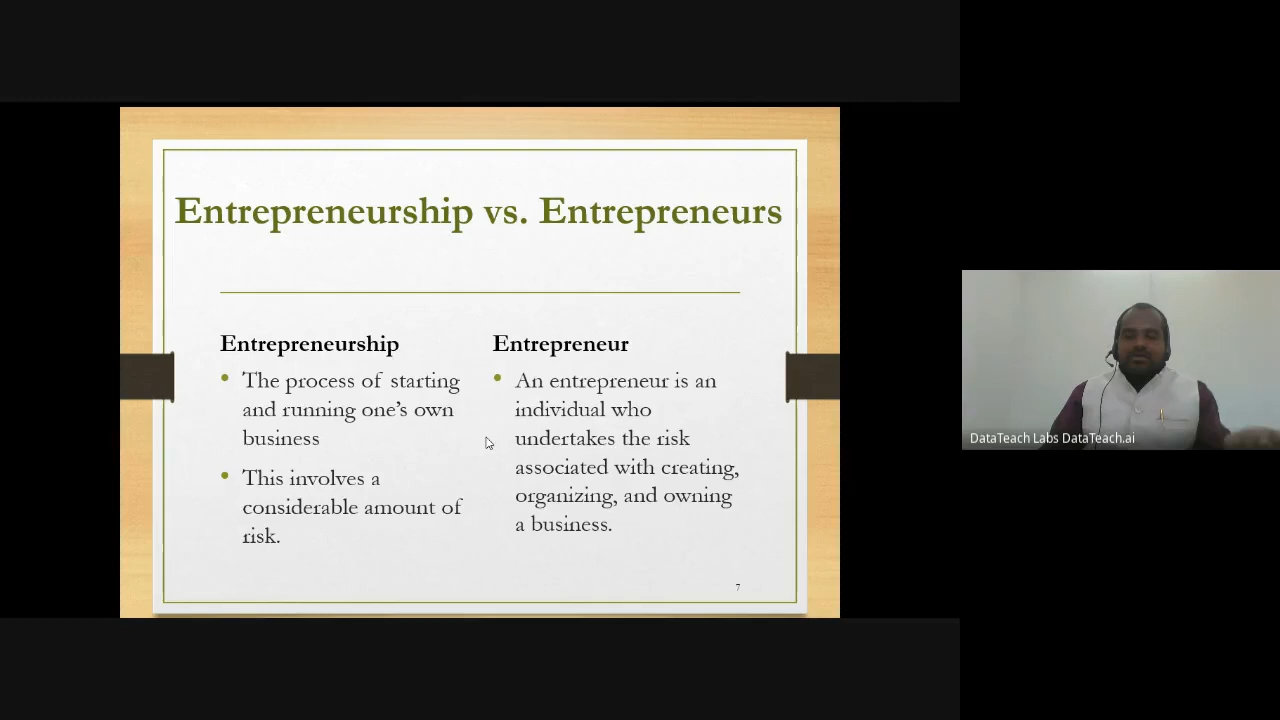 Entrepreneurship vs. Entrepreneurs
Entrepreneurship
• The process of starting
and running one’s own
business
• This involves a
considerable amount of
risk.
Entrepreneur
• An entrepreneur is an
individual who
undertakes the risk
associated with creating,
organizing, and owning
a business.
7
DataTeach Labs DataTeach.ai